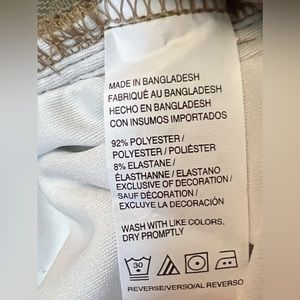 MADE IN BANGLADESH
FABRIQUÉ AU BANGLADESH
HECHO EN BANGLADESH
CON INSUMOS IMPORTADOS
92% POLYESTER /
POLYESTER / POLIÉSTER
8% ELASTANE /
ÉLASTHANNE / ELASTANO
EXCLUSIVE OF DECORATION /
SAUF DÉCORATION /
EXCLUYE LA DECORACIÓN
WASH WITH LIKE COLORS,
DRY PROMPTLY
30
REVERSE/VERSO/AL REVERSO